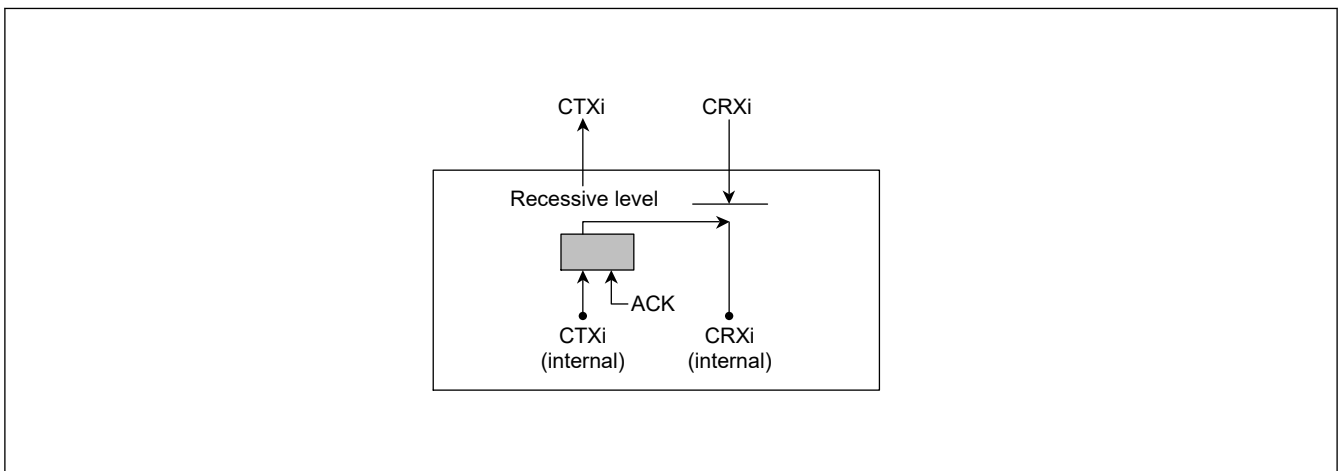 CTXi
CRXi
Recessive level
ACK
CTXi
(internal)
CRXi
(internal)